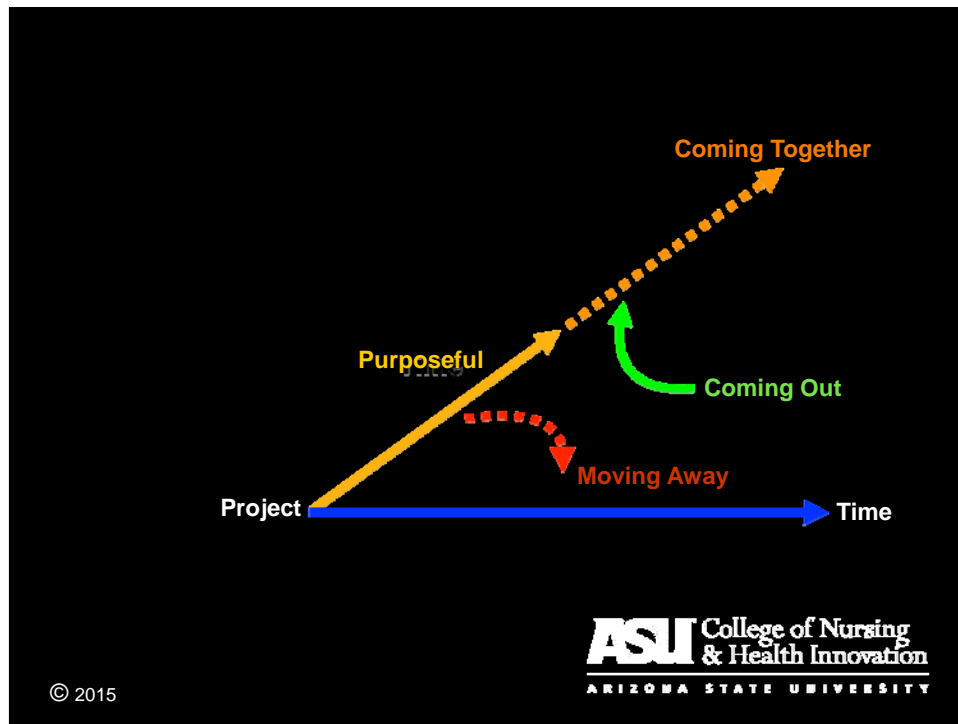 Coming Together
Purposeful
Coming Out
Moving Away
Project
Time
ASU College of Nursing
& Health Innovation
ARIZONA STATE UNIVERSITY
© 2015